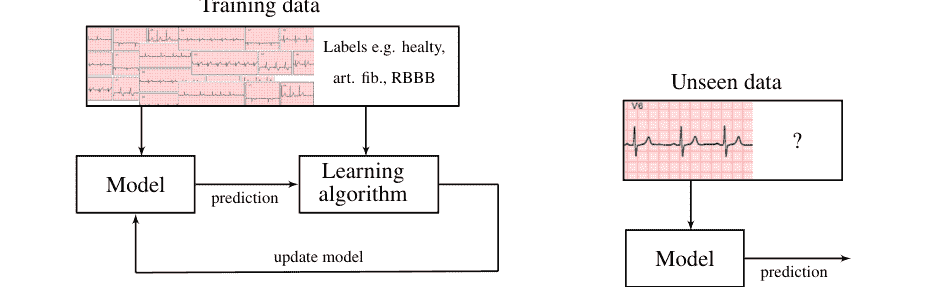 Training data
Labels e.g. healty,
art. fib., RBBB
Model
prediction
Learning
algorithm
update model
Unseen data
V6
?
Model
prediction